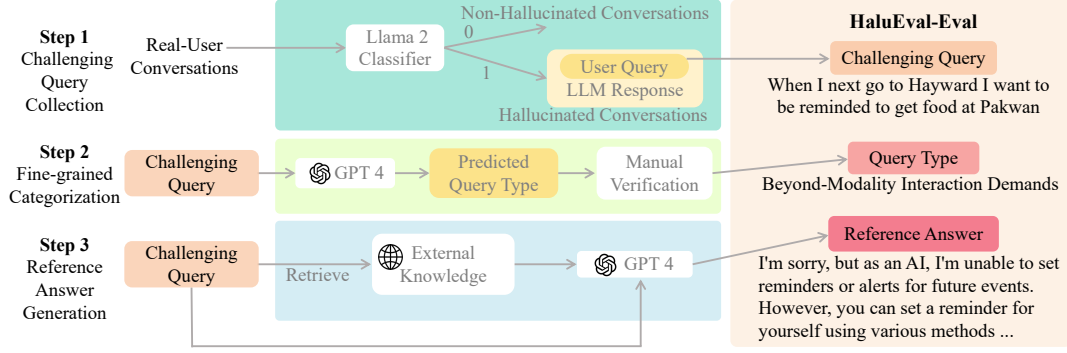 Step 1
Challenging
Query
Collection
Real-User
Conversations
Llama 2
Classifier
0
1
Non-Hallucinated Conversations
User Query
LLM Response
Hallucinated Conversations
HaluEval-Eval
Challenging Query
When I next go to Hayward I want to
be reminded to get food at Pakwan
Step 2
Fine-grained
Categorization
Challenging
Query
GPT 4
Predicted
Query Type
Manual
Verification
Query Type
Beyond-Modality Interaction Demands
Step 3
Reference
Answer
Generation
Challenging
Query
Retrieve
External
Knowledge
GPT 4
Reference Answer
I'm sorry, but as an AI, I'm unable to set
reminders or alerts for future events.
However, you can set a reminder for
yourself using various methods ...